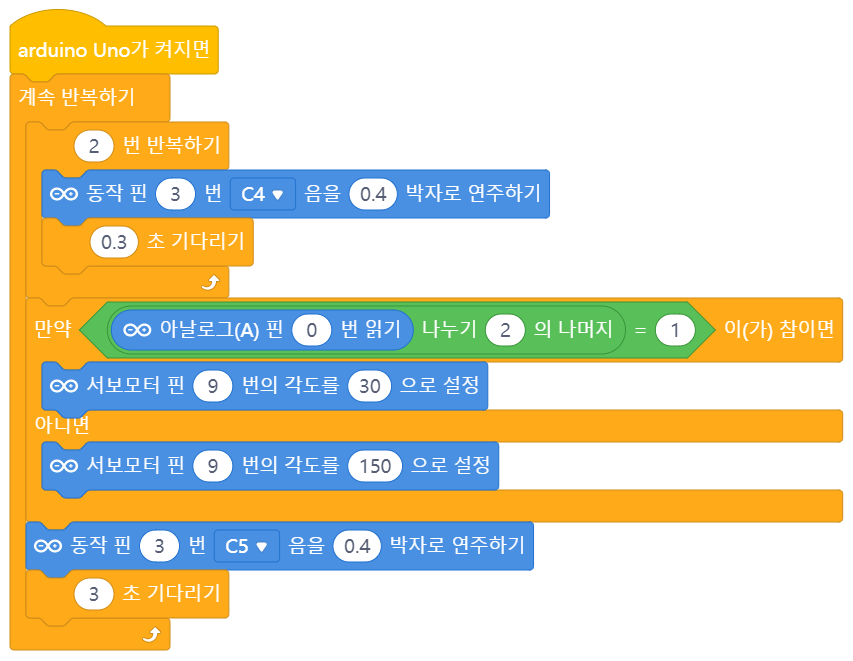 arduino Uno가 켜지면
계속 반복하기
2 번 반복하기
동작 핀 3 번 C4 음을 0.4 박자로 연주하기
0.3 초 기다리기
만약 아날로그(A) 핀 0 번 읽기 나누기 2 의 나머지 = 1 이(가) 참이면
서보모터 핀 9 번의 각도를 30 으로 설정
아니면
서보모터 핀 9 번의 각도를 150 으로 설정
동작 핀 3 번 C5 음을 0.4 박자로 연주하기
3 초 기다리기